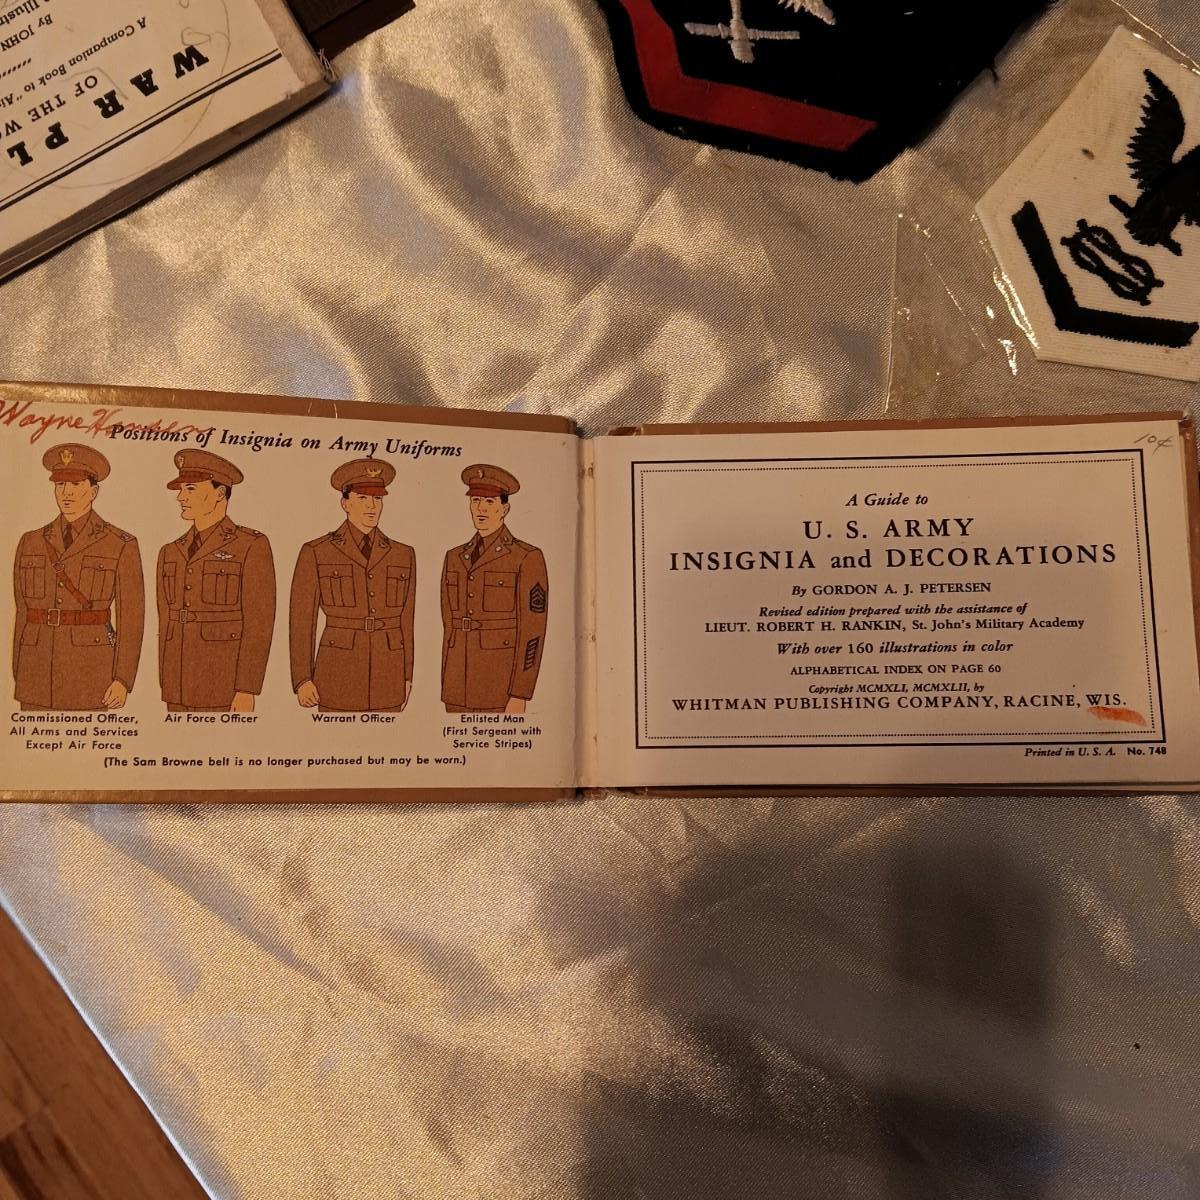 WAR PL
OF THE W
A Companion Book to "Ai
By JOHN
Illustr
Wayne
Positions of Insignia on Army Uniforms
Commissioned Officer,
All Arms and Services
Except Air Force
Air Force Officer
Warrant Officer
Enlisted Man
(First Sergeant with
Service Stripes)
(The Sam Browne belt is no longer purchased but may be worn.)
10¢
A Guide to
U. S. ARMY
INSIGNIA and DECORATIONS
By GORDON A. J. PETERSEN
Revised edition prepared with the assistance of
LIEUT. ROBERT H. RANKIN, St. John's Military Academy
With over 160 illustrations in color
ALPHABETICAL INDEX ON PAGE 60
Copyright MCMXLI, MCMXLII, by
WHITMAN PUBLISHING COMPANY, RACINE, WIS.
Printed in U. S. A. No. 748